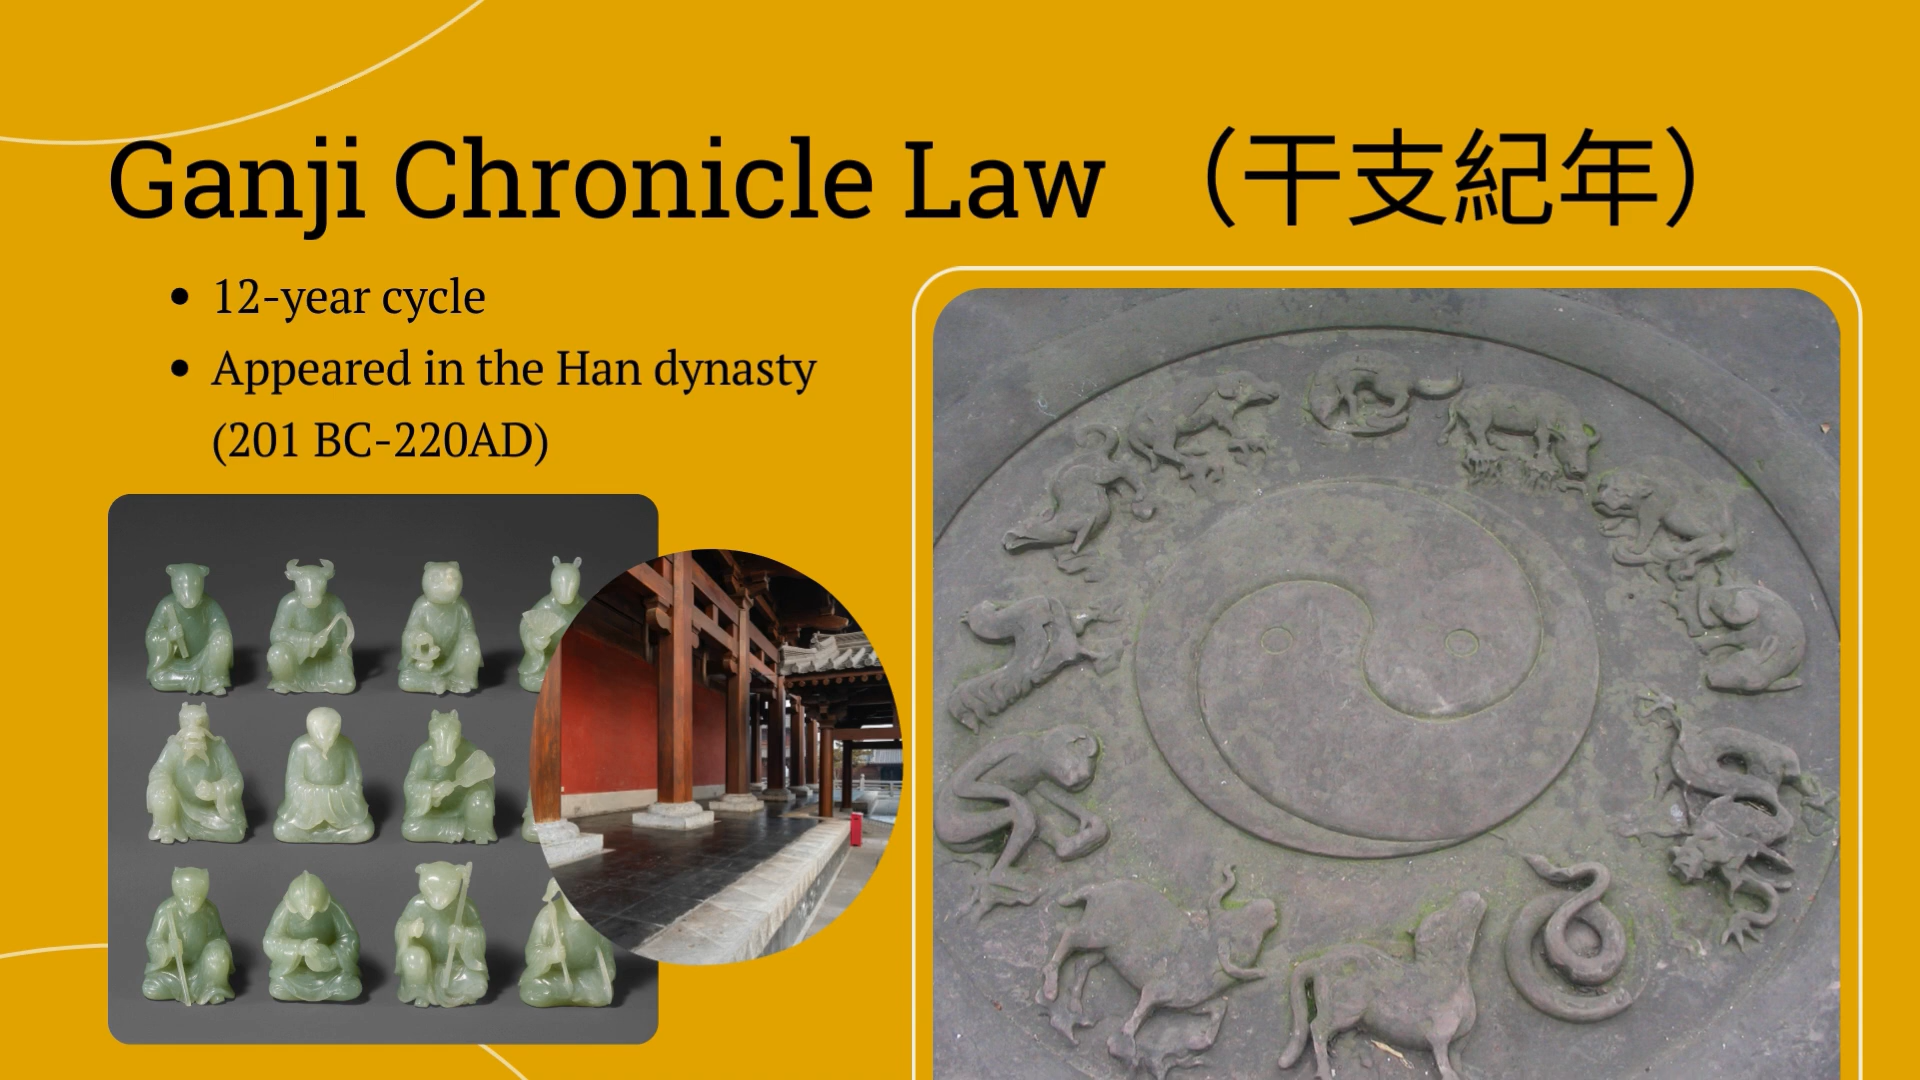 Ganji Chronicle Law （干支紀年）
• 12-year cycle
• Appeared in the Han dynasty
(201 BC-220AD)